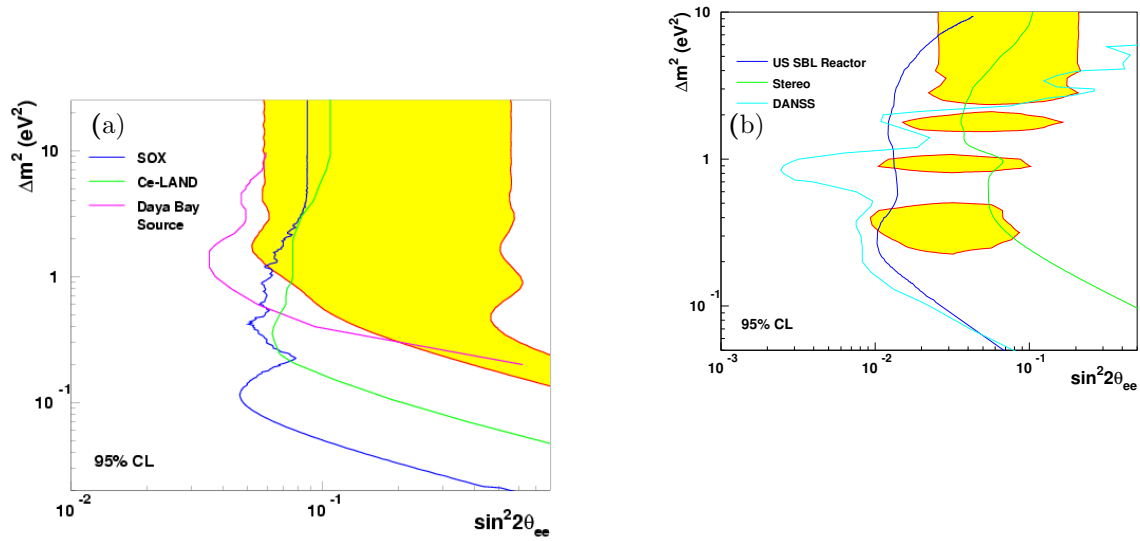 (a)
SOX
Ce-LAND
Daya Bay
Source
Δm² (eV²)
10
1
10⁻¹
95% CL
10⁻²
10⁻¹
sin²2θₑₑ
(b)
US SBL Reactor
Stereo
DANSS
Δm² (eV²)
10
1
10⁻¹
95% CL
10⁻³
10⁻²
10⁻¹
sin²2θₑₑ